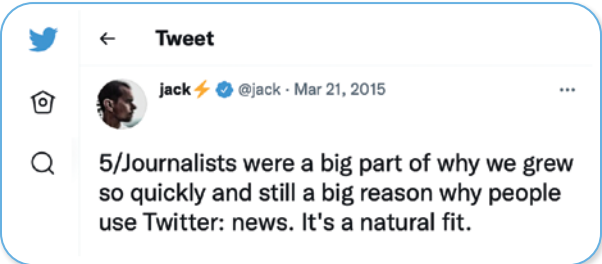 Tweet
jack⚡ @jack · Mar 21, 2015
5/Journalists were a big part of why we grew
so quickly and still a big reason why people
use Twitter: news. It's a natural fit.